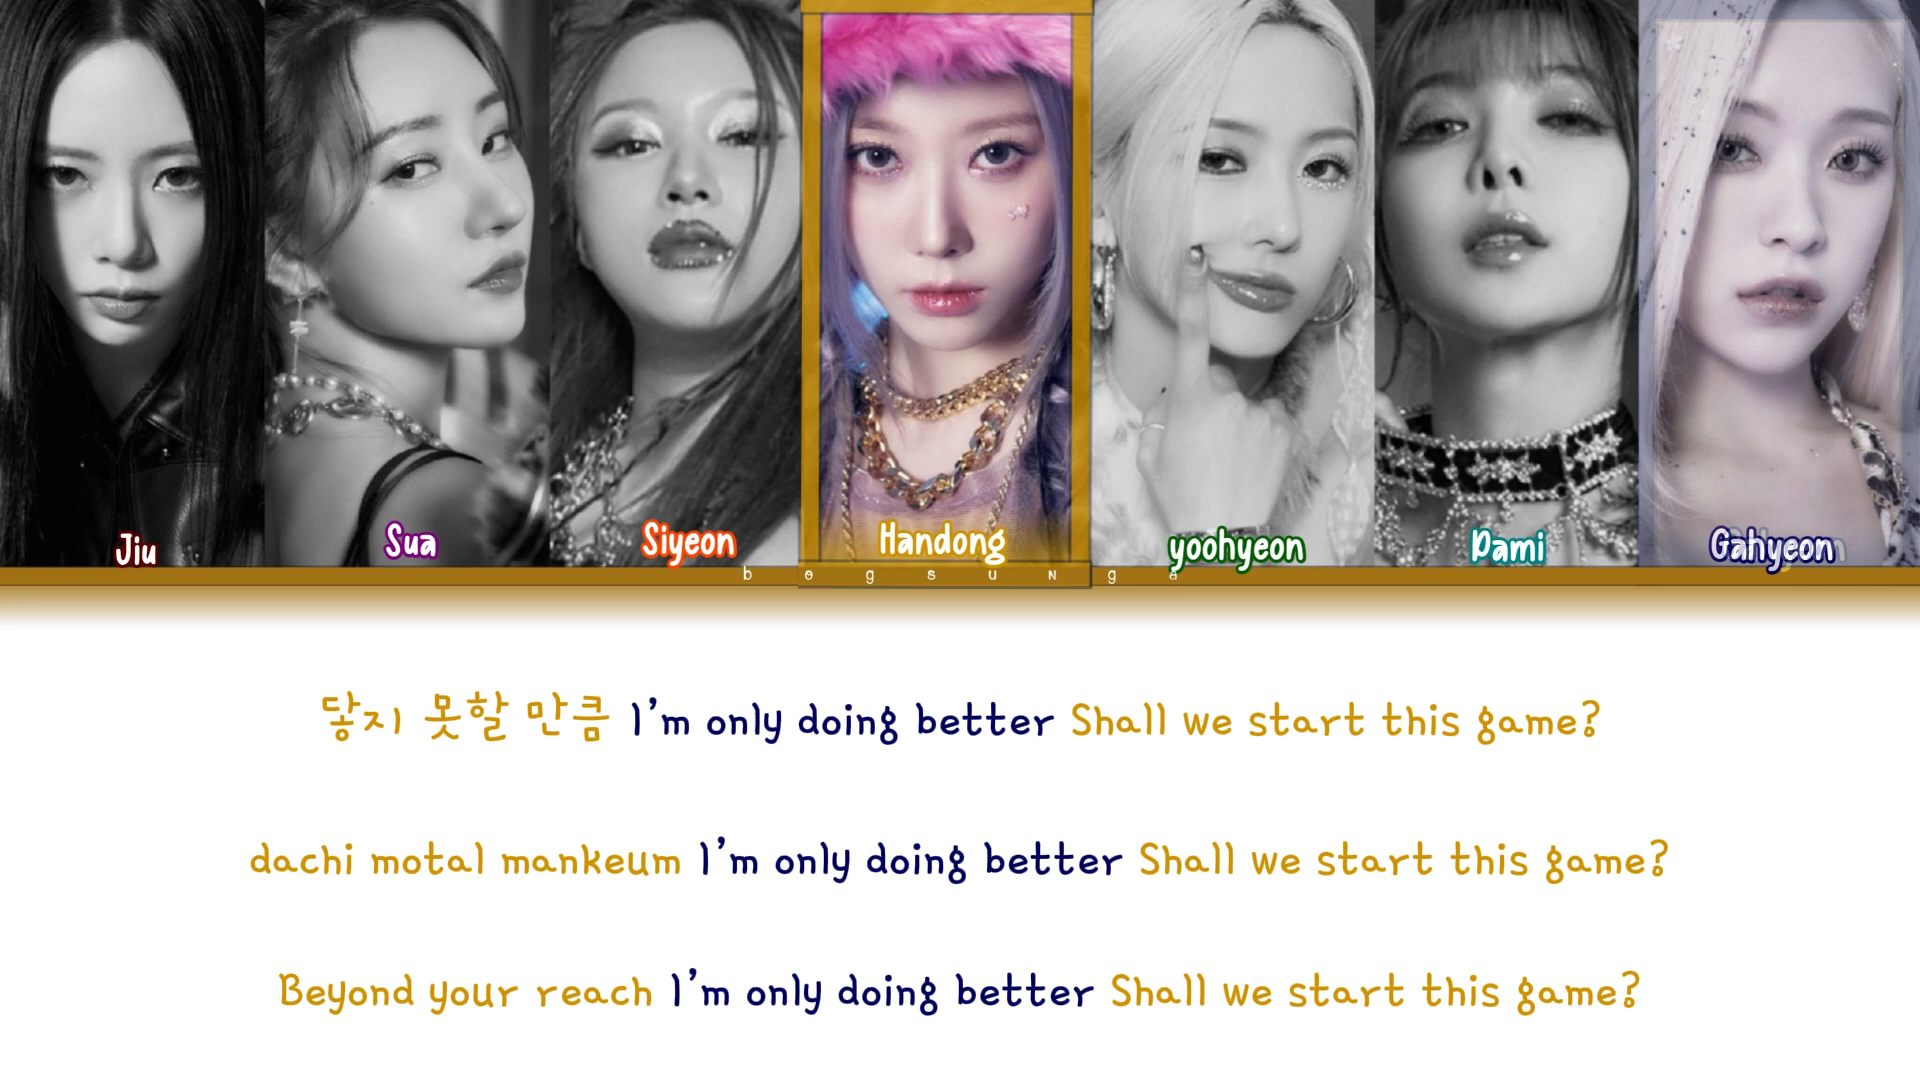 Jiu Sua Siyeon Handong yoohyeon Dami Gahyeon
bogsunga
닿지 못할 만큼 I'm only doing better Shall we start this game?
dachi motal mankeum I'm only doing better Shall we start this game?
Beyond your reach I'm only doing better Shall we start this game?